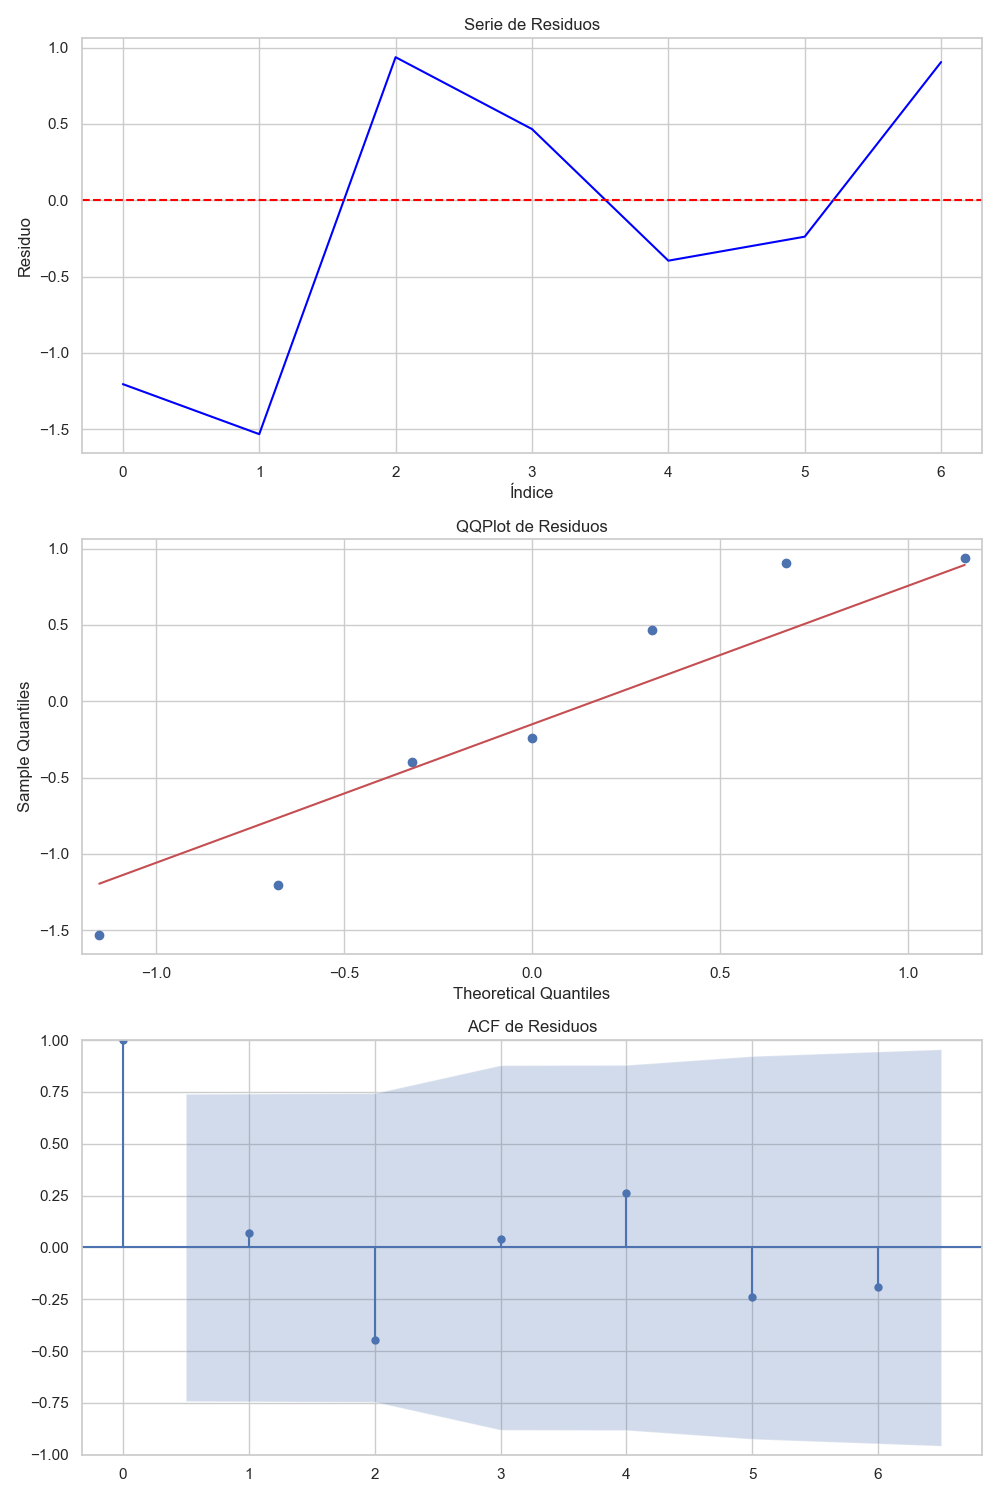 Serie de Residuos
1.0
0.5
0.0
−0.5
−1.0
−1.5
Residuo
0 1 2 3 4 5 6
Índice
QQPlot de Residuos
1.0
0.5
0.0
−0.5
−1.0
−1.5
Sample Quantiles
−1.0 −0.5 0.0 0.5 1.0
Theoretical Quantiles
ACF de Residuos
1.00
0.75
0.50
0.25
0.00
−0.25
−0.50
−0.75
−1.00
0 1 2 3 4 5 6